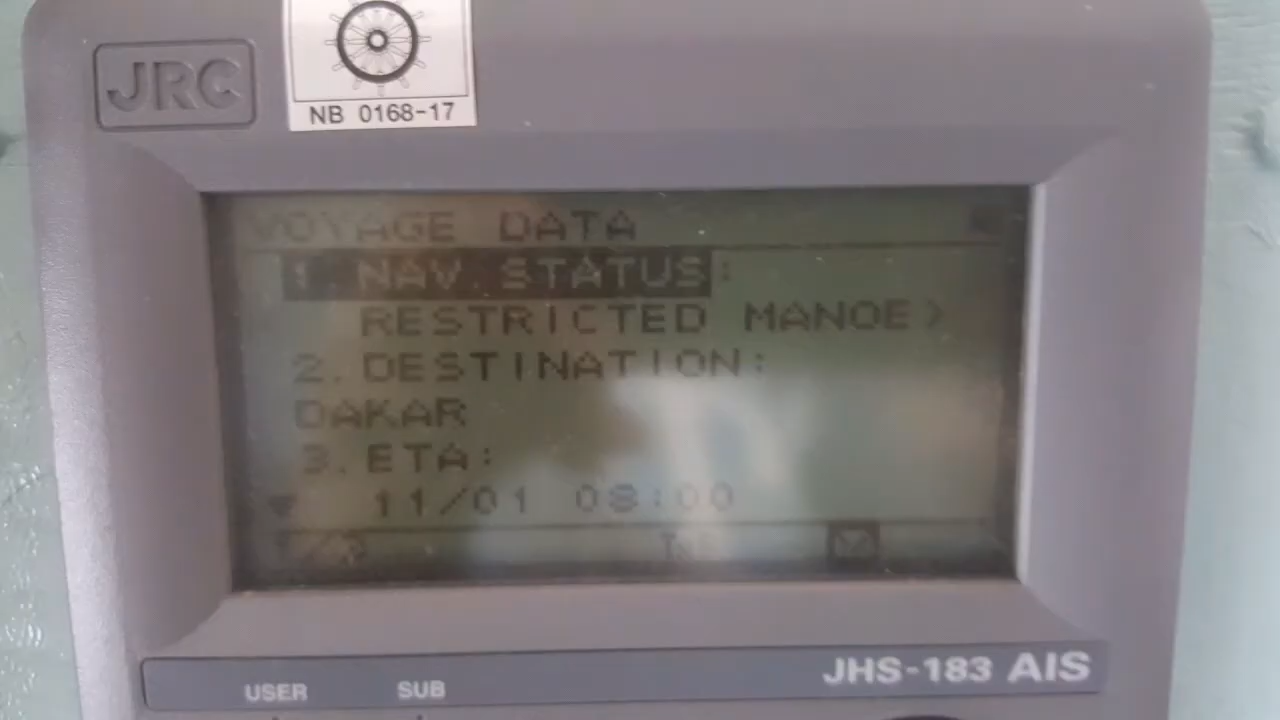 JRC
NB 0168-17
VOYAGE DATA
1. NAV. STATUS:
RESTRICTED MANOE>
2. DESTINATION:
DAKAR
3. ETA:
11/01 08:00
JHS-183 AIS
USER SUB